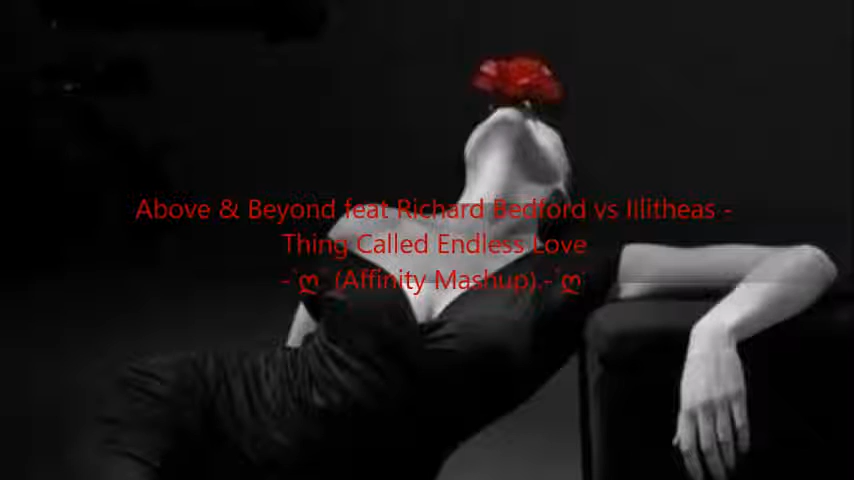 Above & Beyond feat Richard Bedford vs Illitheas -
Thing Called Endless Love
-´ღ (Affinity Mashup).-´ღ